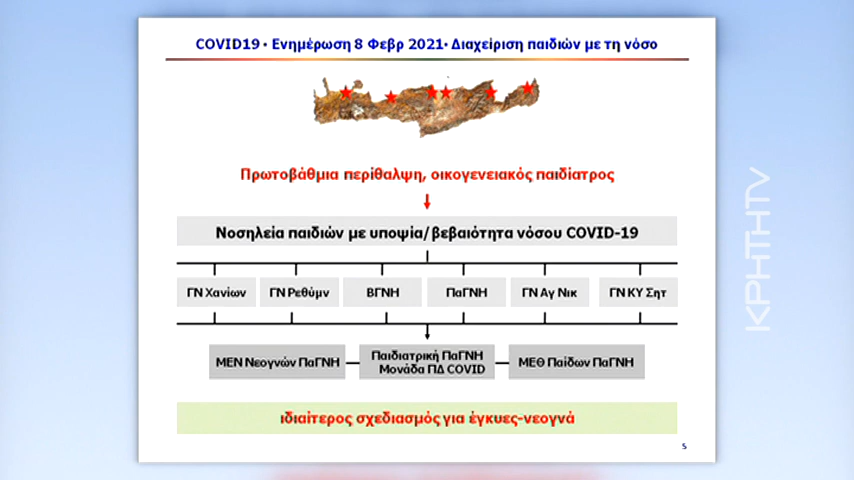 COVID19 • Ενημέρωση 8 Φεβρ 2021• Διαχείριση παιδιών με τη νόσο
Πρωτοβάθμια περίθαλψη, οικογενειακός παιδίατρος
Νοσηλεία παιδιών με υποψία/βεβαιότητα νόσου COVID-19
ΓΝ Χανίων
ΓΝ Ρεθύμν
ΒΓΝΗ
ΠαΓΝΗ
ΓΝ Αγ Νικ
ΓΝ ΚΥ Σητ
ΜΕΝ Νεογνών ΠαΓΝΗ
Παιδιατρική ΠαΓΝΗ
Μονάδα ΠΔ COVID
ΜΕΘ Παίδων ΠαΓΝΗ
ιδιαίτερος σχεδιασμός για έγκυες-νεογνά
5
ΚΡΗΤΗTV